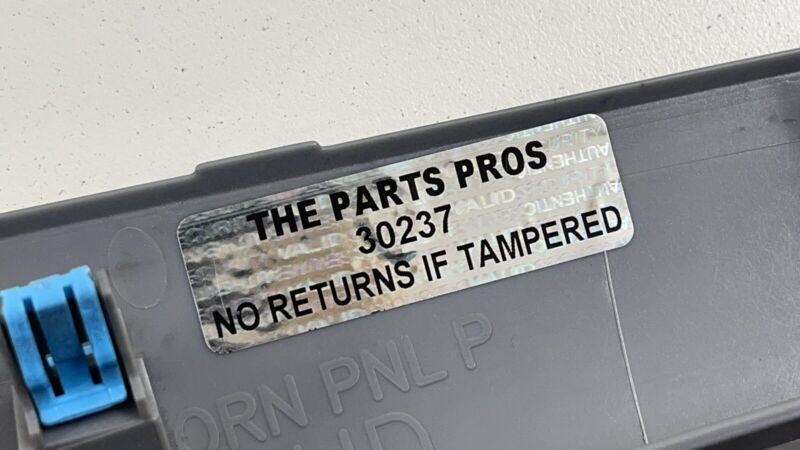 THE PARTS PROS
30237
NO RETURNS IF TAMPERED
ORN PNL P